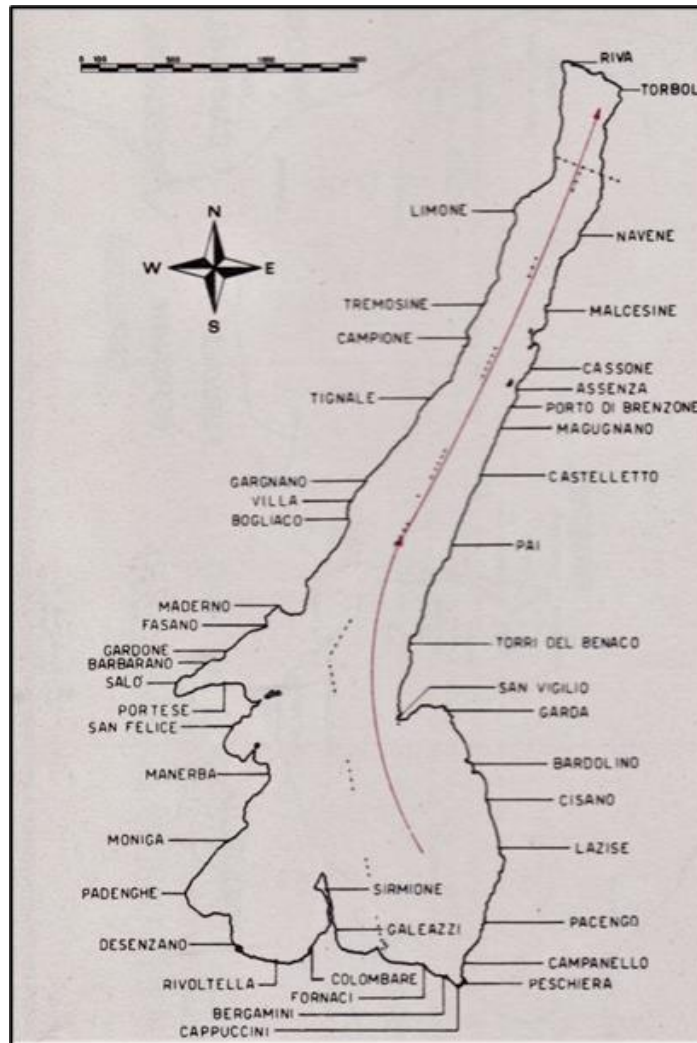 RIVA
TORBOL
LIMONE
NAVENE
N
W E
S
TREMOSINE
MALCESINE
CAMPIONE
CASSONE
ASSENZA
TIGNALE
PORTO DI BRENZONE
MAGUGNANO
GARGNANO
CASTELLETTO
VILLA
BOGLIACO
PAI
MADERNO
FASANO
GARDONE
TORRI DEL BENACO
BARBARANO
SALO'
SAN VIGILIO
PORTESE
GARDA
SAN FELICE
BARDOLINO
MANERBA
CISANO
MONIGA
LAZISE
PADENGHE
SIRMIONE
PACENGO
GALEAZZI
DESENZANO
CAMPANELLO
RIVOLTELLA
COLOMBARE
PESCHIERA
FORNACI
BERGAMINI
CAPPUCCINI